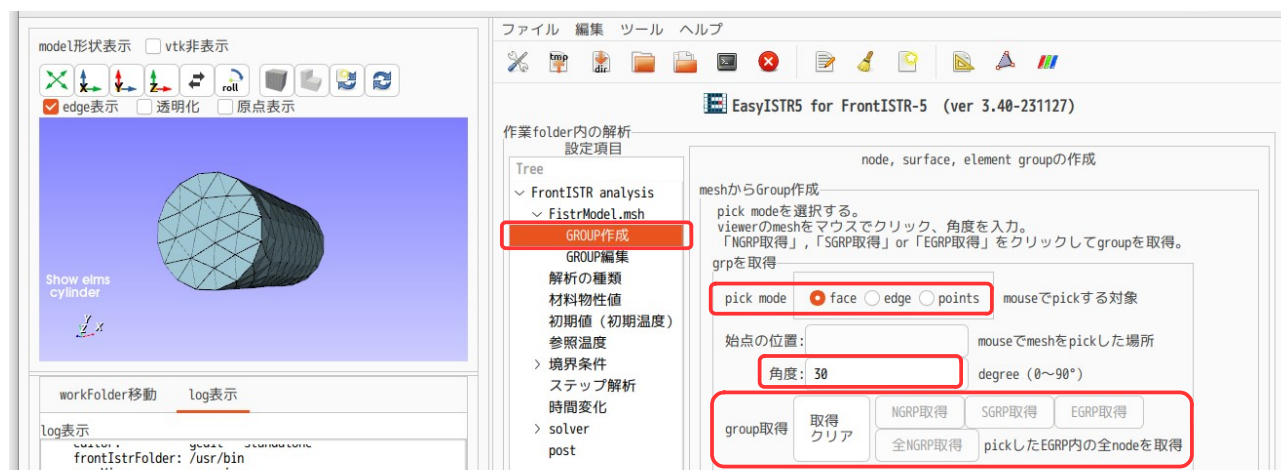 model形状表示 vtk非表示
roll
edge表示 透明化 原点表示
Show elms
cylinder
Y
Z X
workFolder移動 log表示
log表示
frontIstrFolder: /usr/bin
ファイル 編集 ツール ヘルプ
tmp
dir
EasyISTR5 for FrontISTR-5 (ver 3.40-231127)
作業folder内の解析
設定項目
Tree
FrontISTR analysis
FistrModel.msh
GROUP作成
GROUP編集
解析の種類
材料物性値
初期値（初期温度）
参照温度
境界条件
ステップ解析
時間変化
solver
post
node, surface, element groupの作成
meshからGroup作成
pick modeを選択する。
viewerのmeshをマウスでクリック、角度を入力。
「NGRP取得」,「SGRP取得」or「EGRP取得」をクリックしてgroupを取得。
grpを取得
pick mode face edge points mouseでpickする対象
始点の位置: mouseでmeshをpickした場所
角度: 30 degree (0～90°)
group取得 取得クリア NGRP取得 SGRP取得 EGRP取得
全NGRP取得 pickしたEGRP内の全nodeを取得